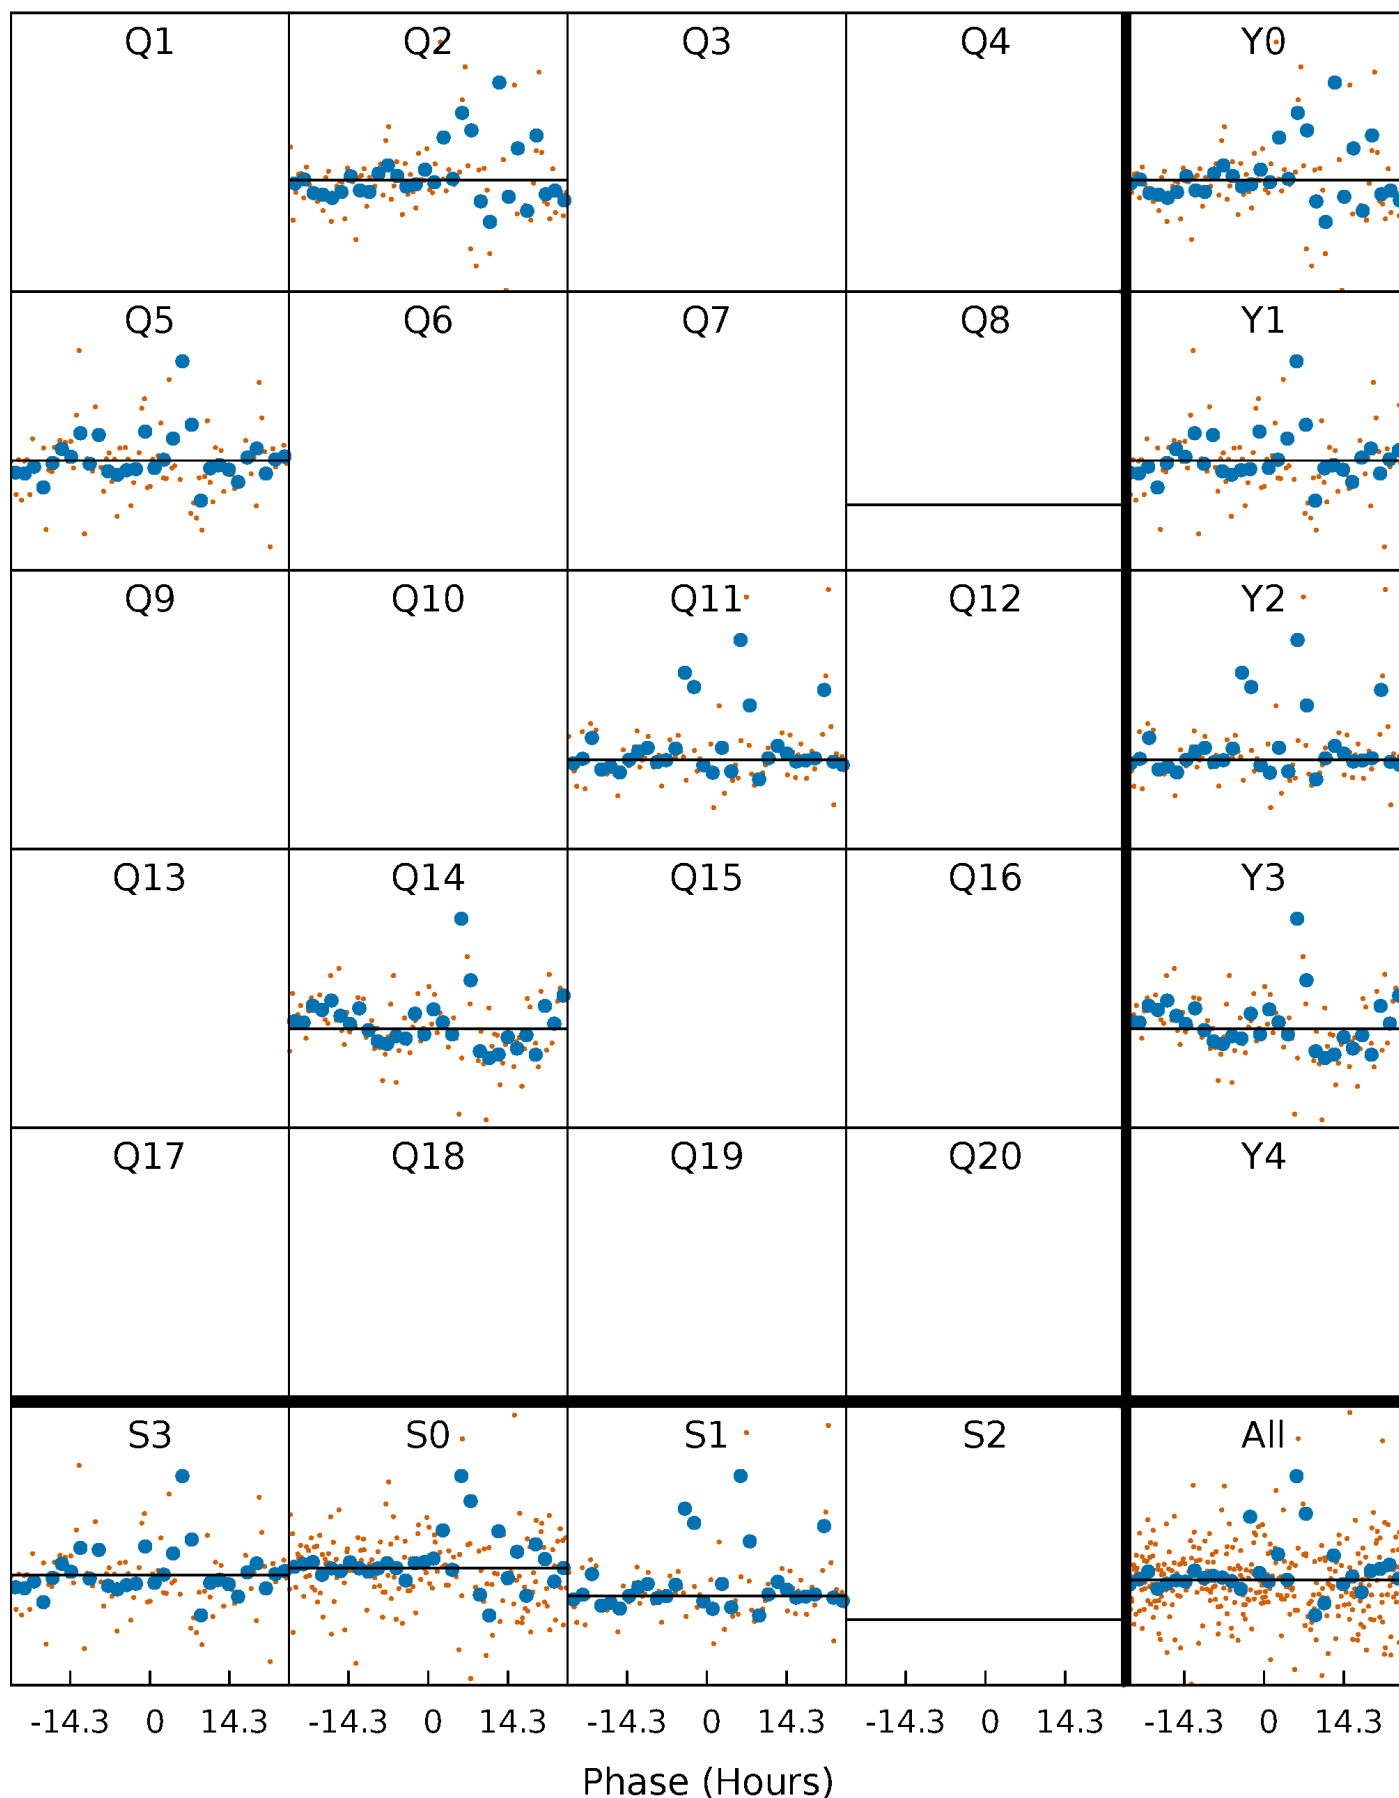 Q1 Q2 Q3 Q4 Y0
Q5 Q6 Q7 Q8 Y1
Q9 Q10 Q11 Q12 Y2
Q13 Q14 Q15 Q16 Y3
Q17 Q18 Q19 Q20 Y4
S3 S0 S1 S2 All
-14.3 0 14.3 -14.3 0 14.3 -14.3 0 14.3 -14.3 0 14.3 -14.3 0 14.3
Phase (Hours)